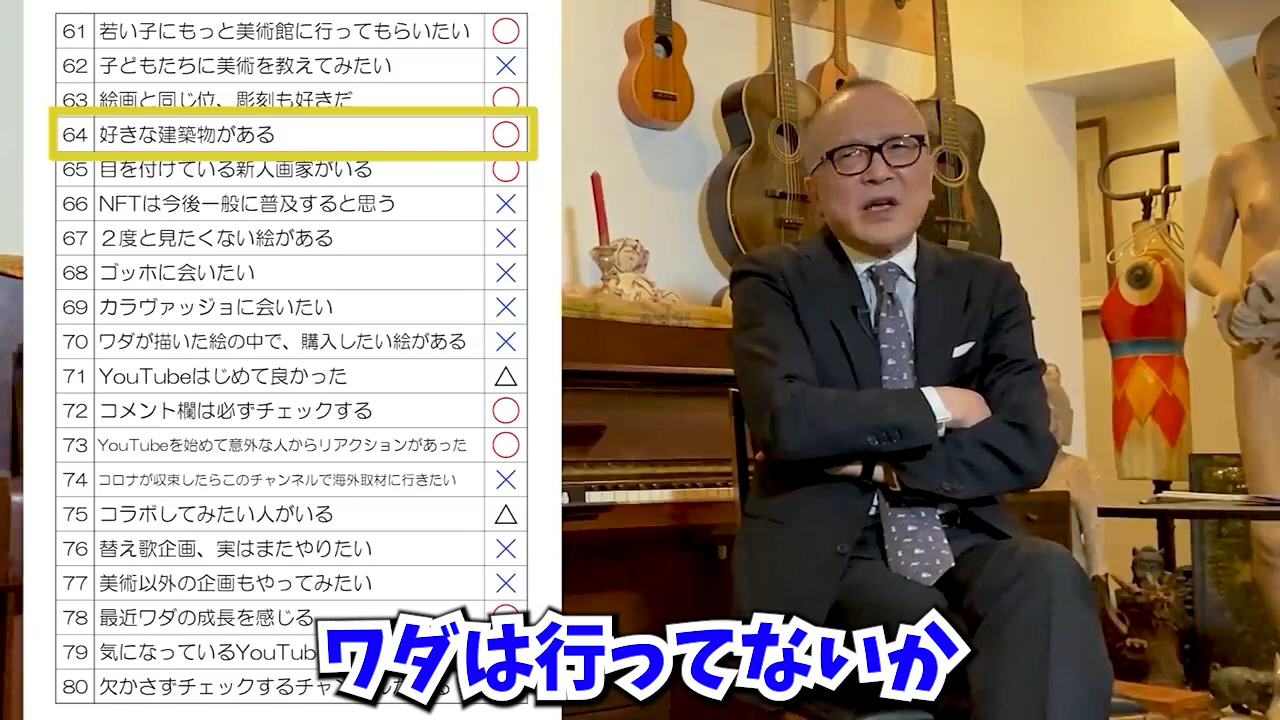 61 若い子にもっと美術館に行ってもらいたい ○
62 子どもたちに美術を教えてみたい ×
63 絵画と同じ位、彫刻も好きだ ○
64 好きな建築物がある ○
65 目を付けている新人画家がいる ○
66 NFTは今後一般に普及すると思う ×
67 2度と見たくない絵がある ×
68 ゴッホに会いたい ×
69 カラヴァッジョに会いたい ×
70 ワダが描いた絵の中で、購入したい絵がある ×
71 YouTubeはじめて良かった △
72 コメント欄は必ずチェックする ○
73 YouTubeを始めて意外な人からリアクションがあった ○
74 コロナが収束したらこのチャンネルで海外取材に行きたい ×
75 コラボしてみたい人がいる △
76 替え歌企画、実はまたやりたい ×
77 美術以外の企画もやってみたい ×
78 最近ワダの成長を感じる ○
79 気になっているYouTub
80 欠かさずチェックするチャ
ワダは行ってないか